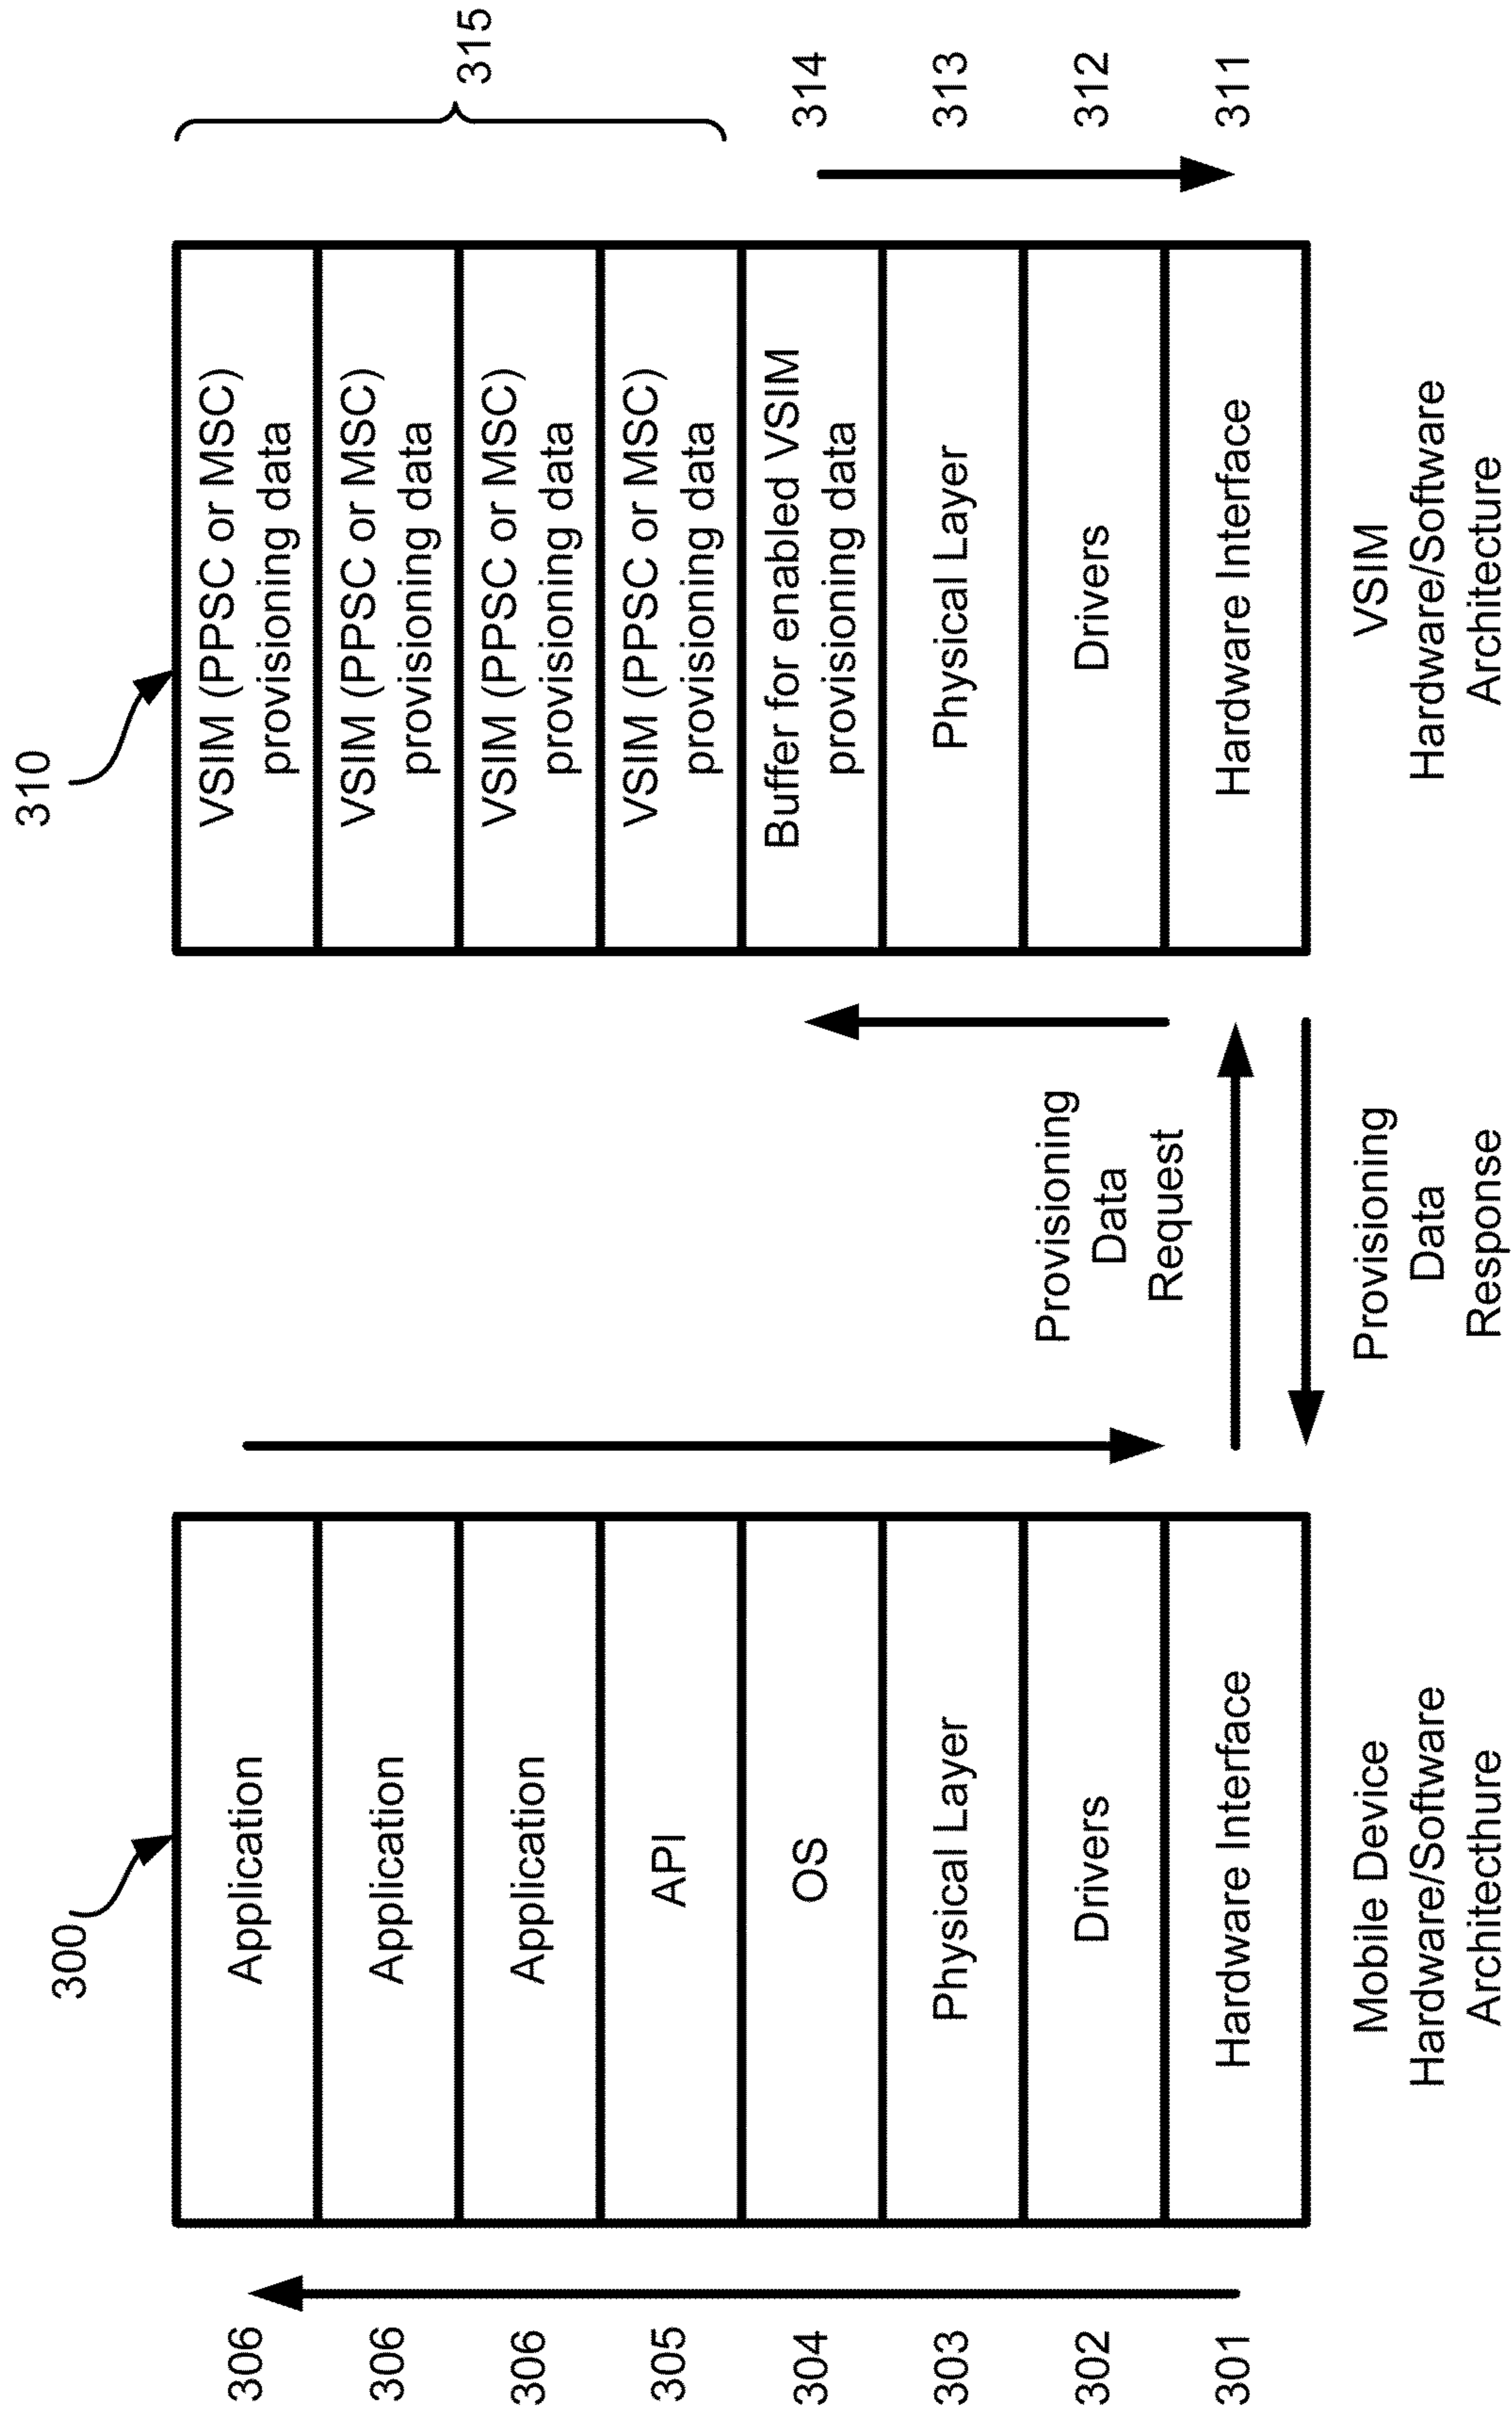 300
310
306
306
306
305
304
303
302
301
Application
Application
Application
API
OS
Physical Layer
Drivers
Hardware Interface
Mobile Device
Hardware/Software
Architecthure
Provisioning
Data
Request
Provisioning
Data
Response
VSIM (PPSC or MSC)
provisioning data
VSIM (PPSC or MSC)
provisioning data
VSIM (PPSC or MSC)
provisioning data
VSIM (PPSC or MSC)
provisioning data
Buffer for enabled VSIM
provisioning data
Physical Layer
Drivers
Hardware Interface
VSIM
Hardware/Software
Architecture
315
314
313
312
311